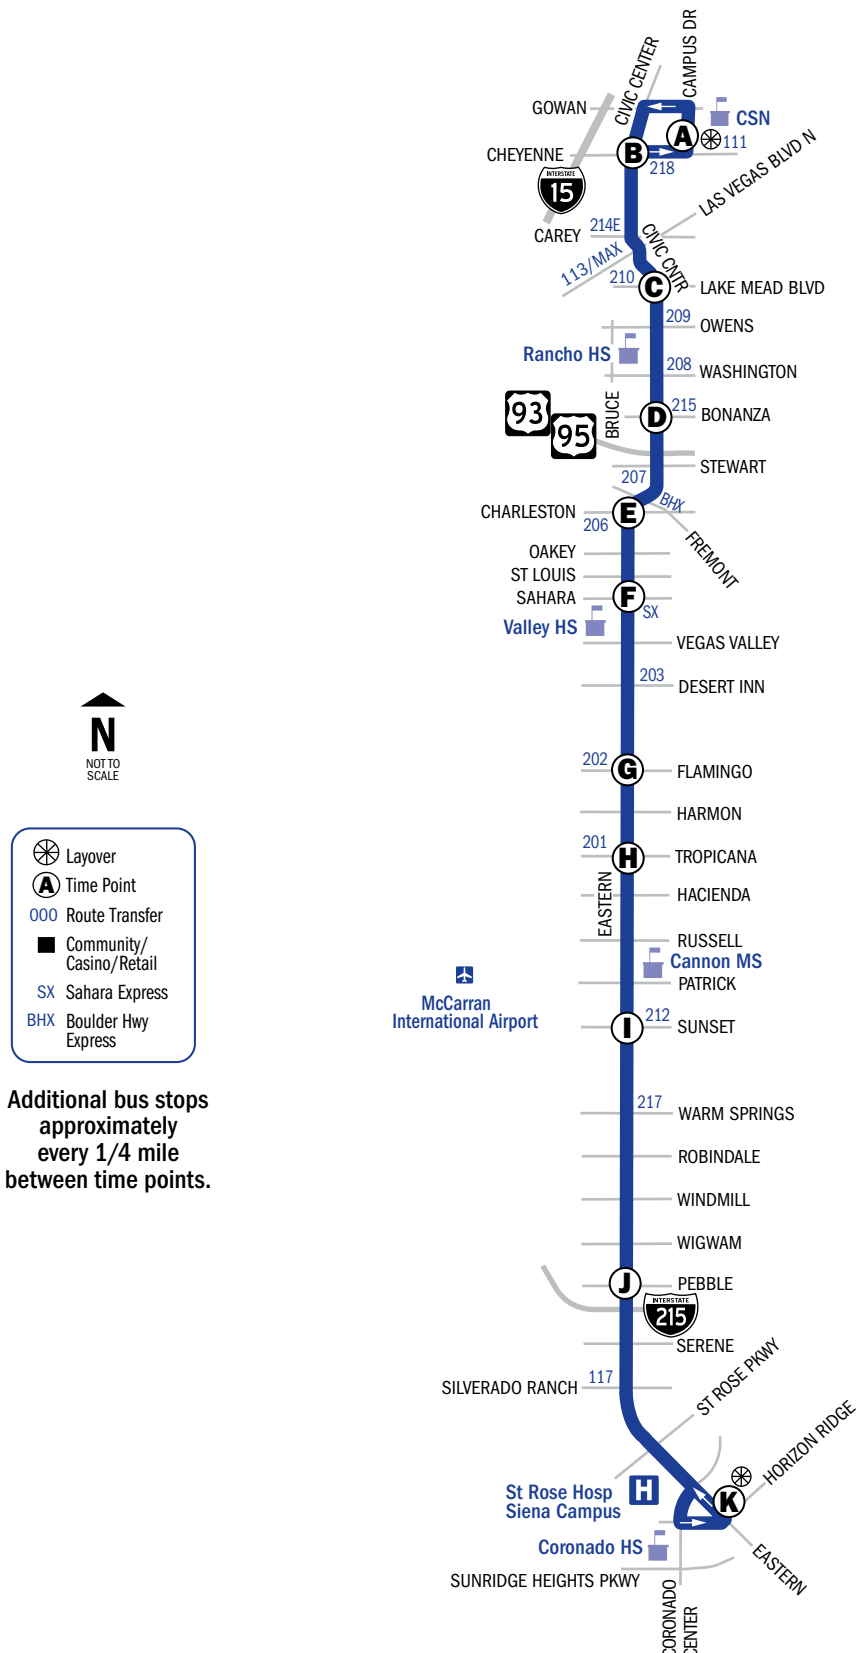 CIVIC CENTER
CAMPUS DR
GOWAN
CSN
A
111
CHEYENNE
B
218
INTERSTATE
15
LAS VEGAS BLVD N
CAREY
214E
CIVIC CNTR
113/MAX
210
C
LAKE MEAD BLVD
209
OWENS
Rancho HS
208
WASHINGTON
93
95
BRUCE
D
215
BONANZA
STEWART
207
BHX
CHARLESTON
E
206
FREMONT
OAKEY
ST LOUIS
SAHARA
F
SX
Valley HS
VEGAS VALLEY
203
DESERT INN
N
NOT TO
SCALE
202
G
FLAMINGO
HARMON
201
H
TROPICANA
EASTERN
HACIENDA
RUSSELL
Cannon MS
PATRICK
McCarran
International Airport
I
212
SUNSET
Layover
A Time Point
000 Route Transfer
Community/
Casino/Retail
SX Sahara Express
BHX Boulder Hwy
Express
Additional bus stops
approximately
every 1/4 mile
between time points.
217
WARM SPRINGS
ROBINDALE
WINDMILL
WIGWAM
J
PEBBLE
INTERSTATE
215
SERENE
ST ROSE PKWY
SILVERADO RANCH
117
HORIZON RIDGE
St Rose Hosp
Siena Campus
H
K
Coronado HS
EASTERN
SUNRIDGE HEIGHTS PKWY
CORONADO
CENTER